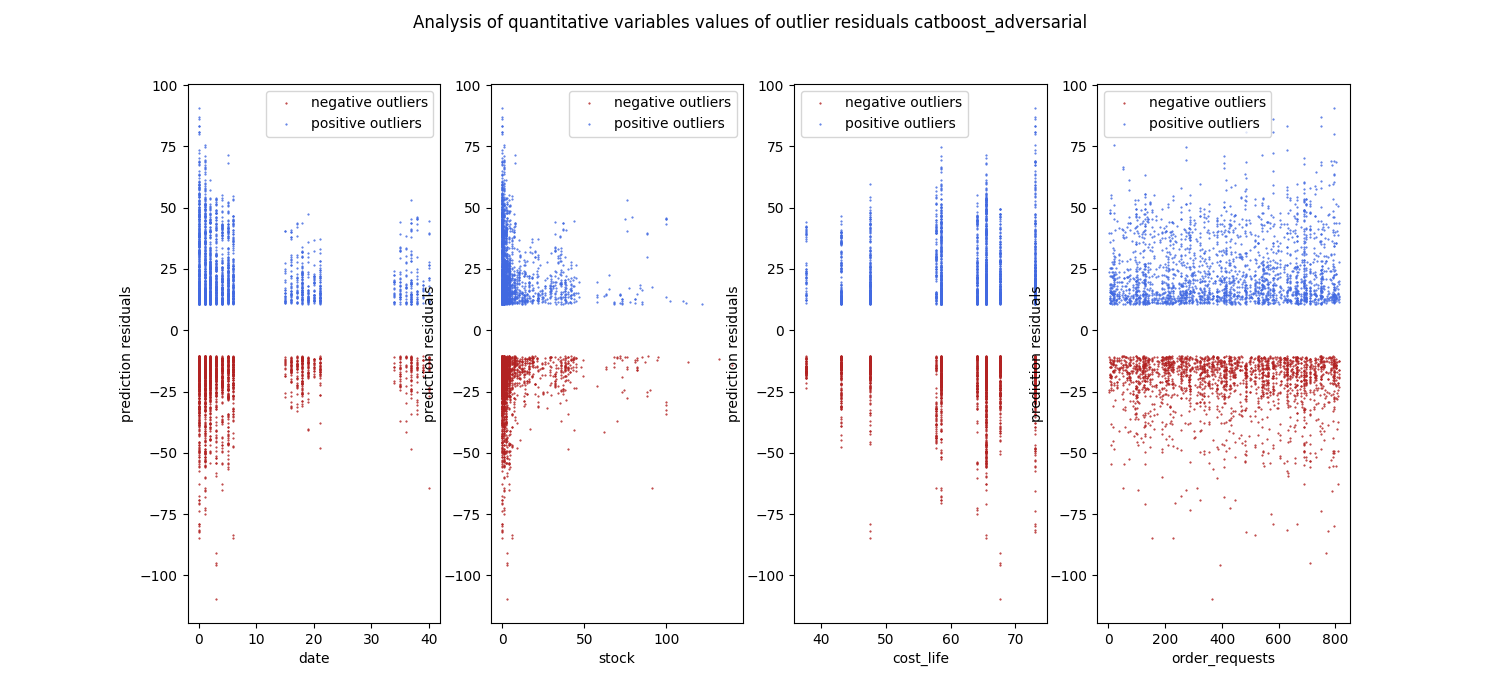 Analysis of quantitative variables values of outlier residuals catboost_adversarial
prediction residuals
100
75
50
25
0
−25
−50
−75
−100
negative outliers
positive outliers
0 10 20 30 40
date
prediction residuals
100
75
50
25
0
−25
−50
−75
−100
negative outliers
positive outliers
0 50 100
stock
prediction residuals
100
75
50
25
0
−25
−50
−75
−100
negative outliers
positive outliers
40 50 60 70
cost_life
prediction residuals
100
75
50
25
0
−25
−50
−75
−100
negative outliers
positive outliers
0 200 400 600 800
order_requests